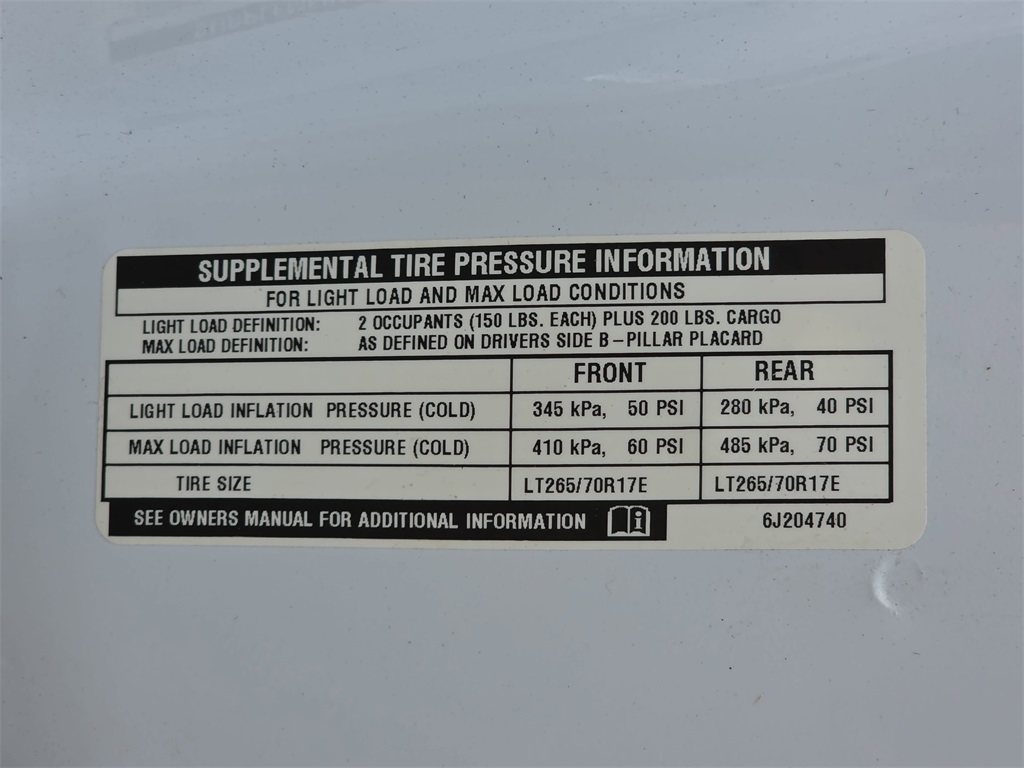 SUPPLEMENTAL TIRE PRESSURE INFORMATION
FOR LIGHT LOAD AND MAX LOAD CONDITIONS
LIGHT LOAD DEFINITION: 2 OCCUPANTS (150 LBS. EACH) PLUS 200 LBS. CARGO
MAX LOAD DEFINITION: AS DEFINED ON DRIVERS SIDE B-PILLAR PLACARD
FRONT REAR
LIGHT LOAD INFLATION PRESSURE (COLD) 345 kPa, 50 PSI 280 kPa, 40 PSI
MAX LOAD INFLATION PRESSURE (COLD) 410 kPa, 60 PSI 485 kPa, 70 PSI
TIRE SIZE LT265/70R17E LT265/70R17E
SEE OWNERS MANUAL FOR ADDITIONAL INFORMATION 6J204740